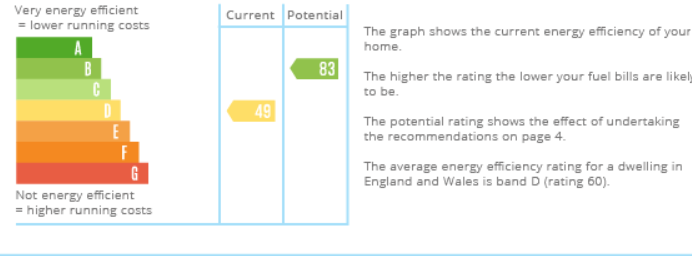 Very energy efficient
= lower running costs
Current
Potential
A
B
C
D
E
F
G
83
49
Not energy efficient
= higher running costs
The graph shows the current energy efficiency of your
home.
The higher the rating the lower your fuel bills are likely
to be.
The potential rating shows the effect of undertaking
the recommendations on page 4.
The average energy efficiency rating for a dwelling in
England and Wales is band D (rating 60).